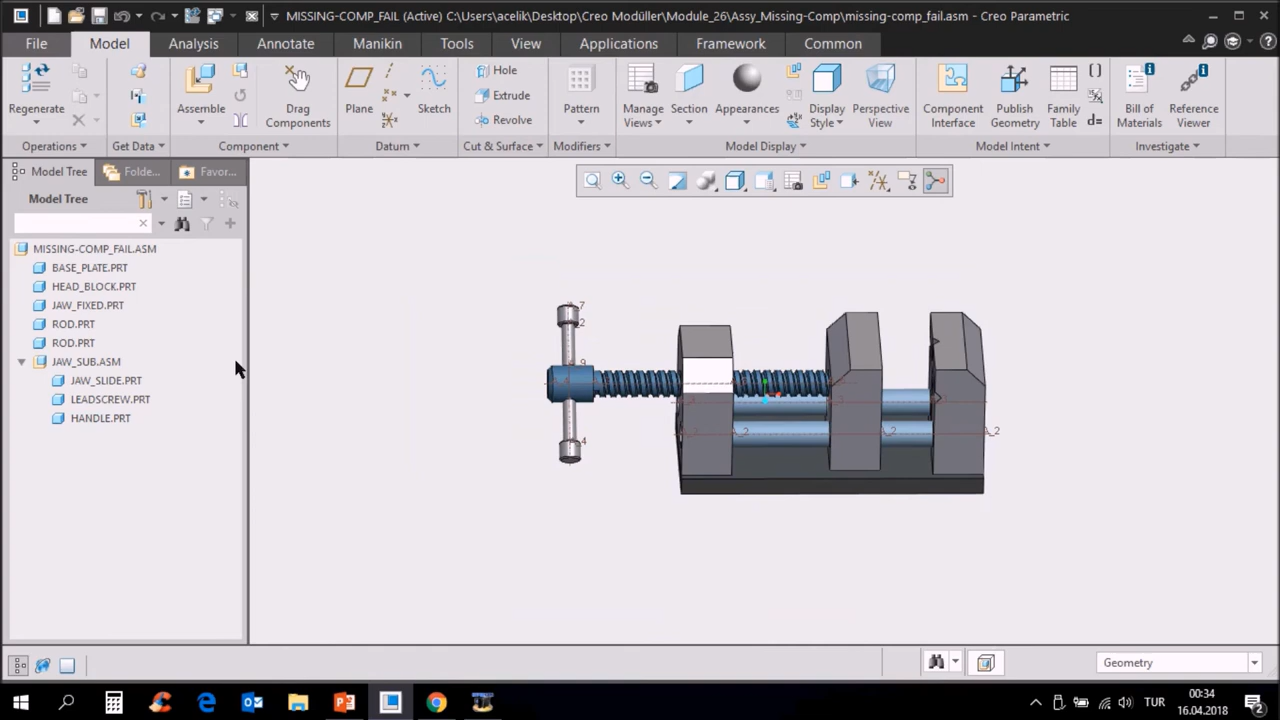 MISSING-COMP_FAIL (Active) C:\Users\acelik\Desktop\Creo Modüller\Module_26\Assy_Missing-Comp\missing-comp_fail.asm - Creo Parametric
File Model Analysis Annotate Manikin Tools View Applications Framework Common
Regenerate Assemble Drag Components Plane Sketch Hole Extrude Revolve Pattern Manage Views Section Appearances Display Style Perspective View Component Interface Publish Geometry Family Table Bill of Materials Reference Viewer
Operations Get Data Component Datum Cut & Surface Modifiers Model Display Model Intent Investigate
Model Tree Folde... Favor...
Model Tree
MISSING-COMP_FAIL.ASM
BASE_PLATE.PRT
HEAD_BLOCK.PRT
JAW_FIXED.PRT
ROD.PRT
ROD.PRT
JAW_SUB.ASM
JAW_SLIDE.PRT
LEADSCREW.PRT
HANDLE.PRT
A_2
Geometry
TUR
00:34
16.04.2018
2